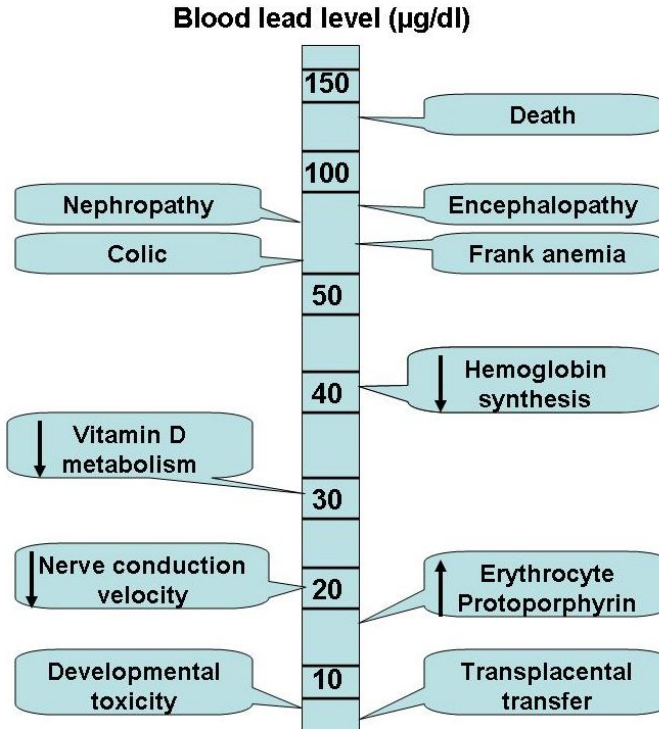 Blood lead level (µg/dl)
150
Death
100
Nephropathy
Encephalopathy
Colic
Frank anemia
50
Hemoglobin
synthesis
40
Vitamin D
metabolism
30
Nerve conduction
velocity
20
Erythrocyte
Protoporphyrin
Developmental
toxicity
10
Transplacental
transfer